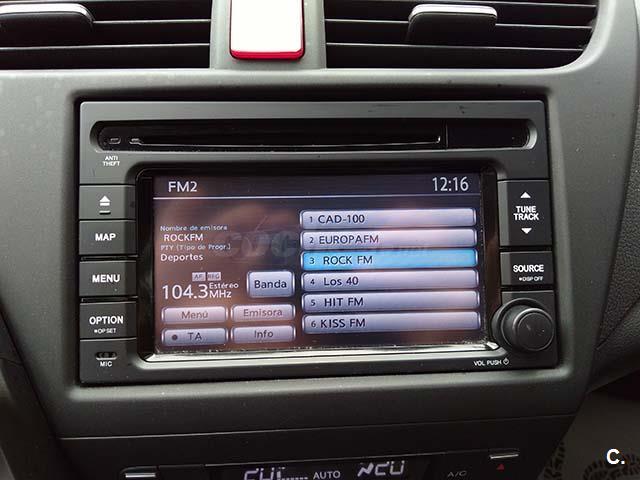 ANTI
THEFT
FM2
12:16
MAP
MENU
OPTION
OP SET
MIC
Nombre de emisora
ROCKFM
PTY (Tipo de Progr.)
Deportes
AF REG
104.3 Estéreo
MHz
Banda
Menú
Emisora
TA
Info
1 CAD-100
2 EUROPAFM
3 ROCK FM
4 Los 40
5 HIT FM
6 KISS FM
TUNE
TRACK
SOURCE
DISP OFF
VOL PUSH
AUTO
A/C
C.